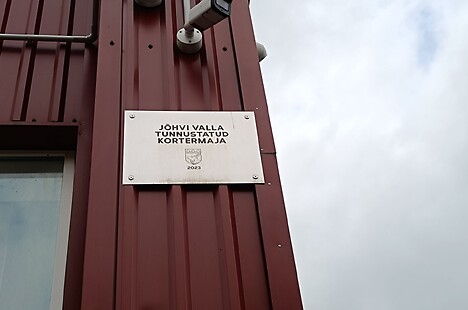 JÕHVI VALLA
TUNNUSTATUD
KORTERMAJA
2023